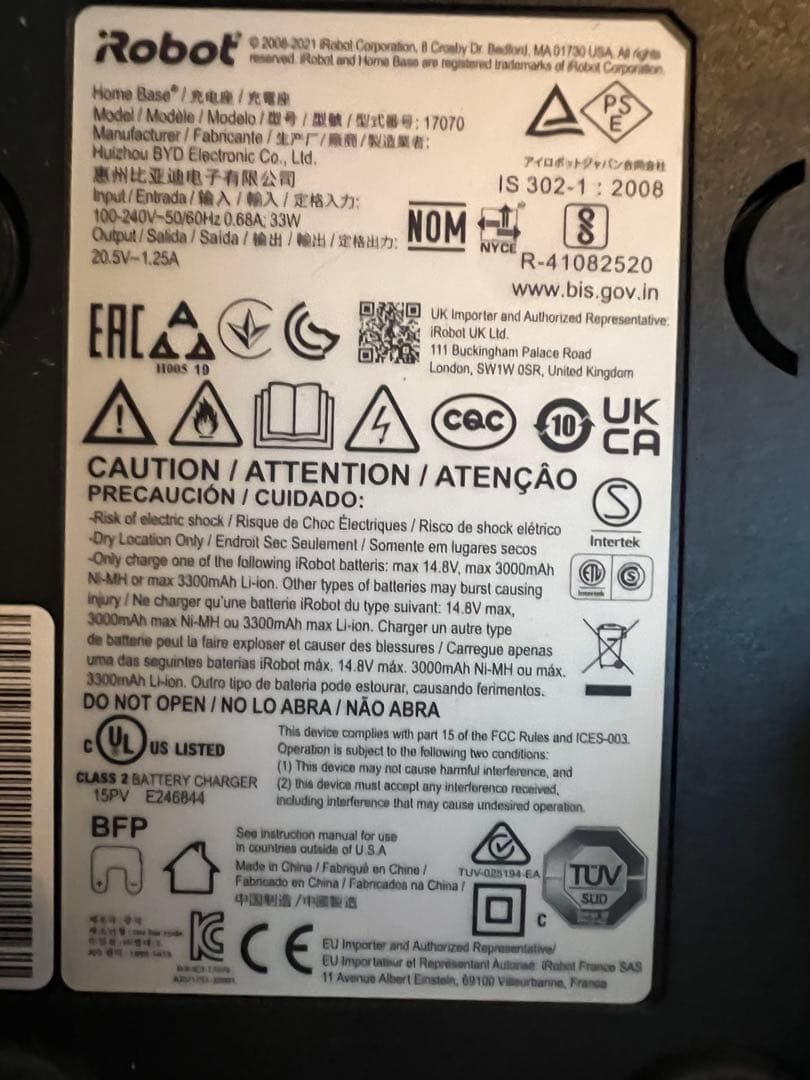 iRobot
© 2006-2021 iRobot Corporation, 8 Crosby Dr. Bedford, MA 01730 USA. All rights
reserved. iRobot and Home Base are registered trademarks of iRobot Corporation.
Home Base® / 充电座 / 充電座
Model / Modèle / Modelo / 型号 / 型號 / 型式番号: 17070
Manufacturer / Fabricante / 生产厂 / 廠商 / 製造業者:
Huizhou BYD Electronic Co., Ltd.
惠州比亚迪电子有限公司
Input / Entrada / 输入 / 輸入 / 定格入力:
100-240V~50/60Hz 0.68A; 33W
Output / Salida / Saída / 输出 / 輸出 / 定格出力:
20.5V⎓1.25A
PS
E
アイロボットジャパン合同会社
IS 302-1 : 2008
NOM
NYCE
R-41082520
www.bis.gov.in
EAC
H005 19
UK Importer and Authorized Representative:
iRobot UK Ltd.
111 Buckingham Palace Road
London, SW1W 0SR, United Kingdom
CQC
10
UK
CA
CAUTION / ATTENTION / ATENÇÂO
PRECAUCIÓN / CUIDADO:
-Risk of electric shock / Risque de Choc Électriques / Risco de shock elétrico
-Dry Location Only / Endroit Sec Seulement / Somente em lugares secos
-Only charge one of the following iRobot batteris: max 14.8V, max 3000mAh
Ni-MH or max 3300mAh Li-ion. Other types of batteries may burst causing
injury / Ne charger qu'une batterie iRobot du type suivant: 14.8V max,
3000mAh max Ni-MH ou 3300mAh max Li-ion. Charger un autre type
de batterie peut la faire exploser et causer des blessures / Carregue apenas
uma das seguintes baterias iRobot máx. 14.8V máx. 3000mAh Ni-MH ou máx.
3300mAh Li-ion. Outro tipo de bateria pode estourar, causando ferimentos.
DO NOT OPEN / NO LO ABRA / NÃO ABRA
S
Intertek
ETL
Intertek
S
C UL US LISTED
CLASS 2 BATTERY CHARGER
15PV E246844
This device complies with part 15 of the FCC Rules and ICES-003.
Operation is subject to the following two conditions:
(1) This device may not cause harmful interference, and
(2) this device must accept any interference received,
including interference that may cause undesired operation.
BFP
See instruction manual for use
in countries outside of U.S.A
Made in China / Fabriqué en Chine /
Fabricado en China / Fabricados na China /
中国制造 / 中國製造
TUV-025194-EA
C
TÜV
SÜD
KC
CE
EU Importer and Authorized Representative/
EU Importateur et Représentant Autorisé: iRobot France SAS
11 Avenue Albert Einstein, 69100 Villeurbanne, France